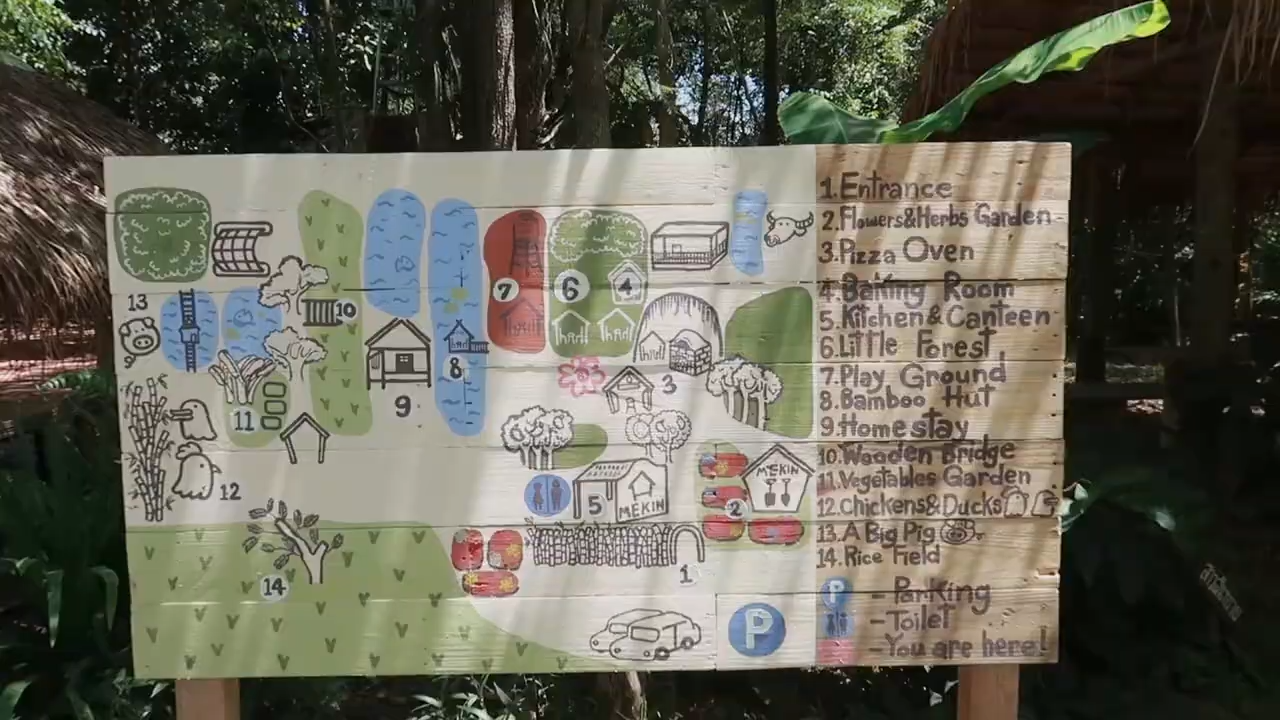 1.Entrance
2.Flowers&Herbs Garden
3.Pizza Oven
4.Baking Room
5.Kitchen&Canteen
6.Little Forest
7.Play Ground
8.Bamboo Hut
9.Homestay
10.Wooden Bridge
11.Vegetables Garden
12.Chickens&Ducks
13.A Big Pig
14.Rice Field
P -Parking
-Toilet
-You are here!
7
6
4
13
10
8
3
9
11
12
MEKIN
2
5
MEKIN
1
14
P